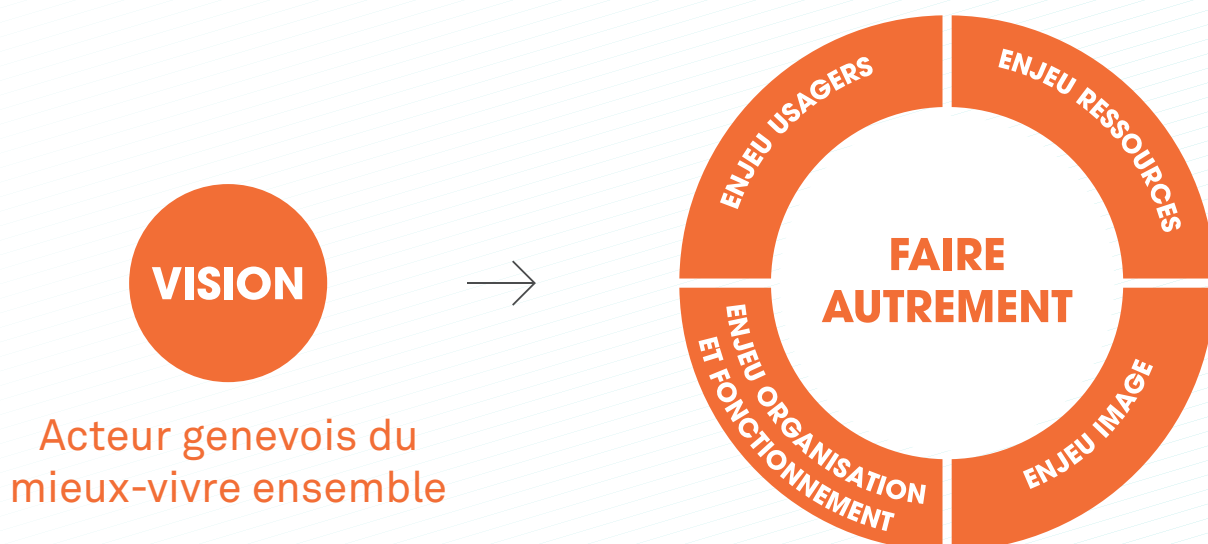 VISION
Acteur genevois du
mieux-vivre ensemble
ENJEU USAGERS
ENJEU RESSOURCES
FAIRE
AUTREMENT
ENJEU ORGANISATION
ET FONCTIONNEMENT
ENJEU IMAGE